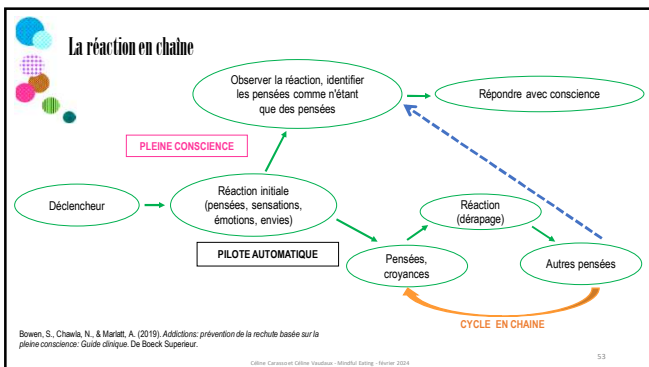 La réaction en chaîne
Observer la réaction, identifier
les pensées comme n'étant
que des pensées
Répondre avec conscience
PLEINE CONSCIENCE
Déclencheur
Réaction initiale
(pensées, sensations,
émotions, envies)
Réaction
(dérapage)
PILOTE AUTOMATIQUE
Pensées,
croyances
Autres pensées
CYCLE EN CHAINE
Bowen, S., Chawla, N., & Marlatt, A. (2019). Addictions: prévention de la rechute basée sur la
pleine conscience: Guide clinique. De Boeck Superieur.
Céline Carasso et Céline Vaudaux - Mindful Eating - février 2024
53